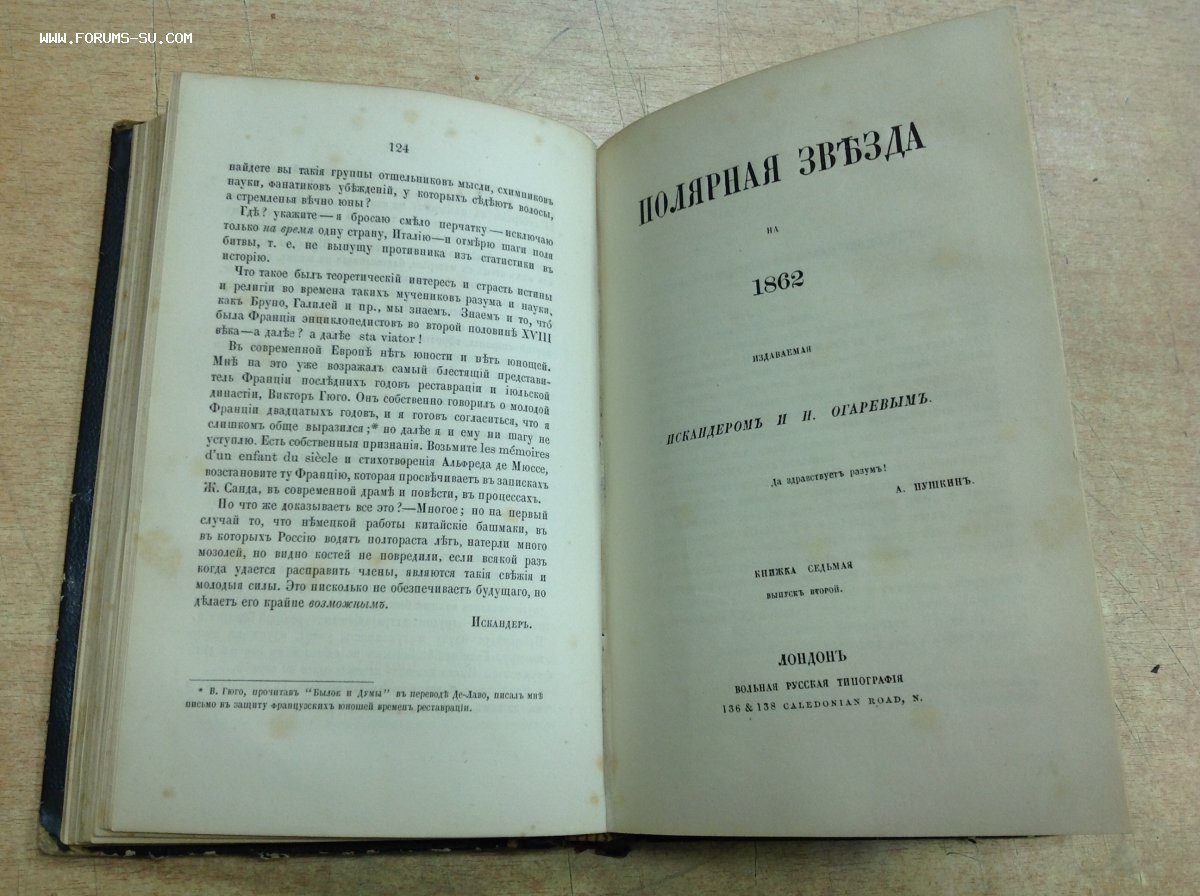 WWW.FORUMS-SU.COM
124
найдете вы такія группы отшельниковъ мысли, схимниковъ
науки, фанатиковъ убѣжденій, у которыхъ сѣдѣютъ волосы,
а стремленья вѣчно юны?
Гдѣ? укажите—я бросаю смѣло перчатку—исключаю
только на время одну страну, Италію—и отмѣрю шаги поля
битвы, т. е. не выпущу противника изъ статистики въ
исторію.
Что такое былъ теоретическій интересъ и страсть истины
и религіи во времена такихъ мучениковъ разума и науки,
какъ Бруно, Галилей и пр., мы знаемъ. Знаемъ и то, чтó
была Франція энциклопедистовъ во второй половинѣ XVIII
вѣка—а далѣе? а далѣе sta viator!
Въ современной Европѣ нѣтъ юности и нѣтъ юношей.
Мнѣ на это уже возражалъ самый блестящій представи-
тель Франціи послѣднихъ годовъ реставраціи и іюльской
династіи, Викторъ Гюго. Онъ собственно говорилъ о молодой
Франціи двадцатыхъ годовъ, и я готовъ согласиться, что я
слишкомъ обще выразился;* но далѣе я и ему ни шагу не
уступлю. Есть собственныя признанія. Возьмите les mémoires
d'un enfant du siècle и стихотворенія Альфреда де Мюссе,
возстановите ту Францію, которая просвѣчиваетъ въ запискахъ
Ж. Санда, въ современной драмѣ и повѣсти, въ процессахъ.
По что же доказываетъ все это?—Многое; но на первый
случай то, что нѣмецкой работы китайскіе башмаки, въ
въ которыхъ Россію водятъ полтораста лѣтъ, натерли много
мозолей, но видно костей не повредили, если всякой разъ
когда удается расправить члены, являются такія свѣжія и
молодыя силы. Это нисколько не обезпечиваетъ будущаго, но
дѣлаетъ его крайне возможнымъ.
Искандеръ.
* В. Гюго, прочитавъ "Былое и Думы" въ переводѣ Де-Лаво, писалъ мнѣ
письмо въ защиту французскихъ юношей временъ реставраціи.
ПОЛЯРНАЯ ЗВѢЗДА
НА
1862
ИЗДАВАЕМАЯ
ИСКАНДЕРОМЪ И Н. ОГАРЕВЫМЪ.
Да здравствуетъ разумъ!
А. ПУШКИНЪ.
КНИЖКА СЕДЬМАЯ
ВЫПУСКЪ ВТОРОЙ.
ЛОНДОНЪ
ВОЛЬНАЯ РУССКАЯ ТИПОГРАФІЯ
136 & 138 CALEDONIAN ROAD, N.